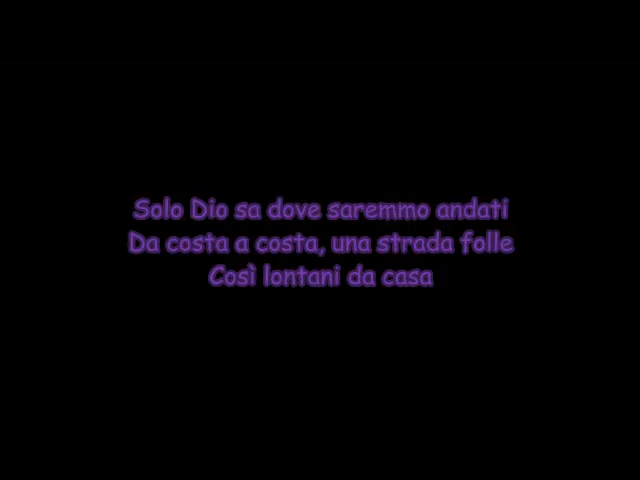 Solo Dio sa dove saremmo andati
Da costa a costa, una strada folle
Così lontani da casa